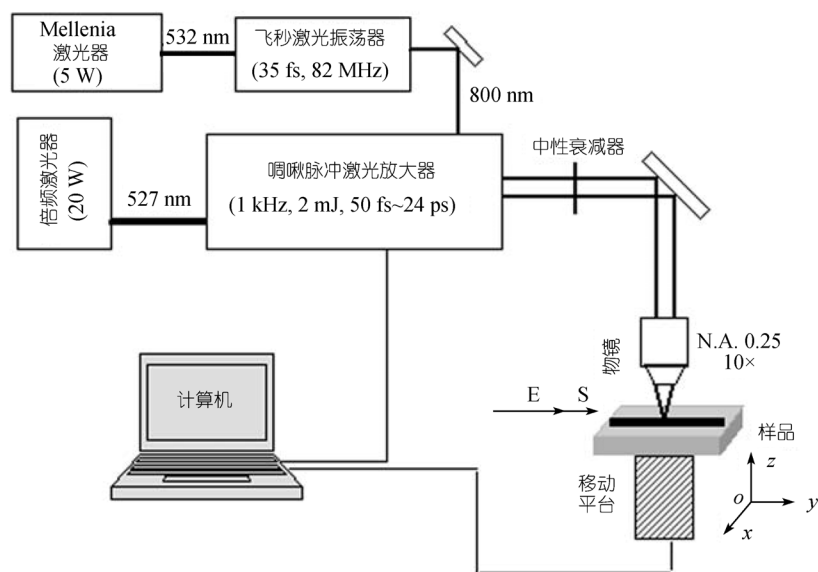 Mellenia
激光器
(5 W)
532 nm
飞秒激光振荡器
(35 fs, 82 MHz)
800 nm
倍频激光器
(20 W)
527 nm
啁啾脉冲激光放大器
(1 kHz, 2 mJ, 50 fs~24 ps)
中性衰减器
物镜
N.A. 0.25
10×
计算机
E
S
样品
移动
平台
z
o
y
x